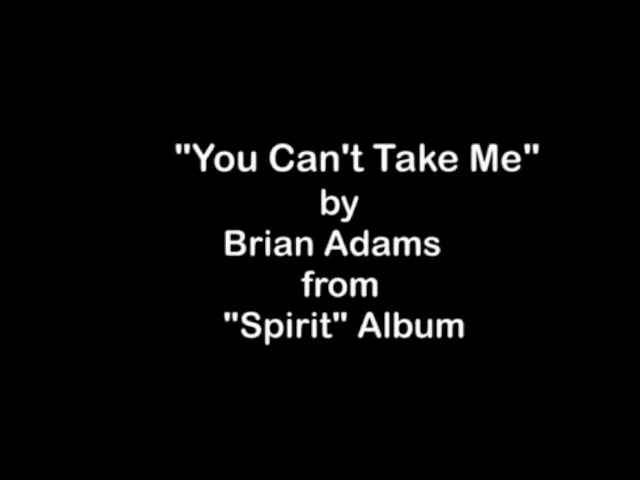 "You Can't Take Me"
by
Brian Adams
from
"Spirit" Album